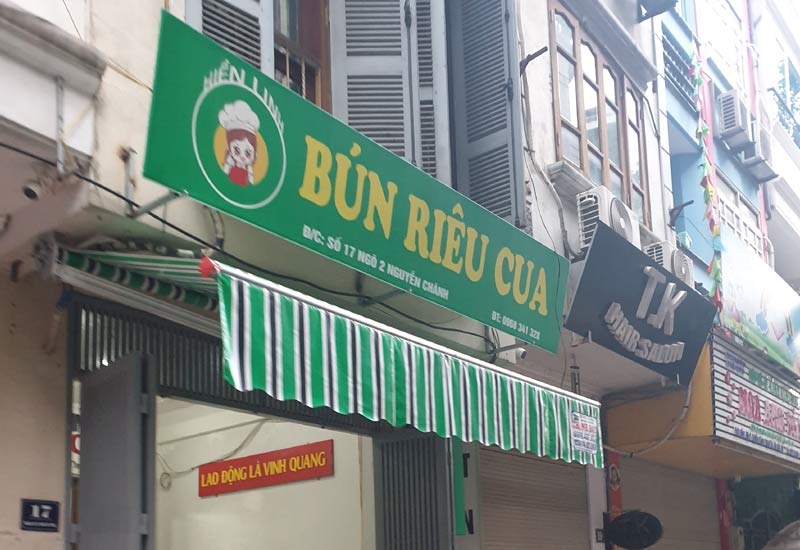 HIỀN LINH
BÚN RIÊU CUA
Đ/C: SỐ 17 NGÕ 2 NGUYỄN CHÁNH
ĐT: 0968 341 328
T.K
HAIR SALON
LAO ĐỘNG LÀ VINH QUANG
17